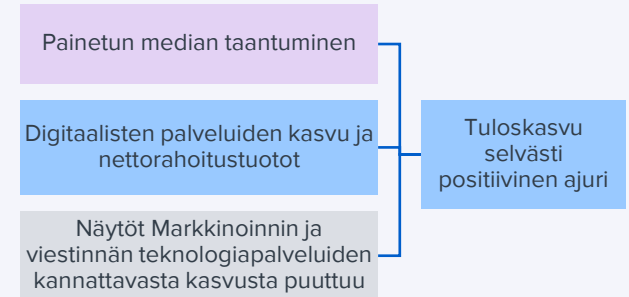 Painetun median taantuminen
Digitaalisten palveluiden kasvu ja
nettorahoitustuotot
Näytöt Markkinoinnin ja
viestinnän teknologiapalveluiden
kannattavasta kasvusta puuttuu
Tuloskasvu
selvästi
positiivinen ajuri